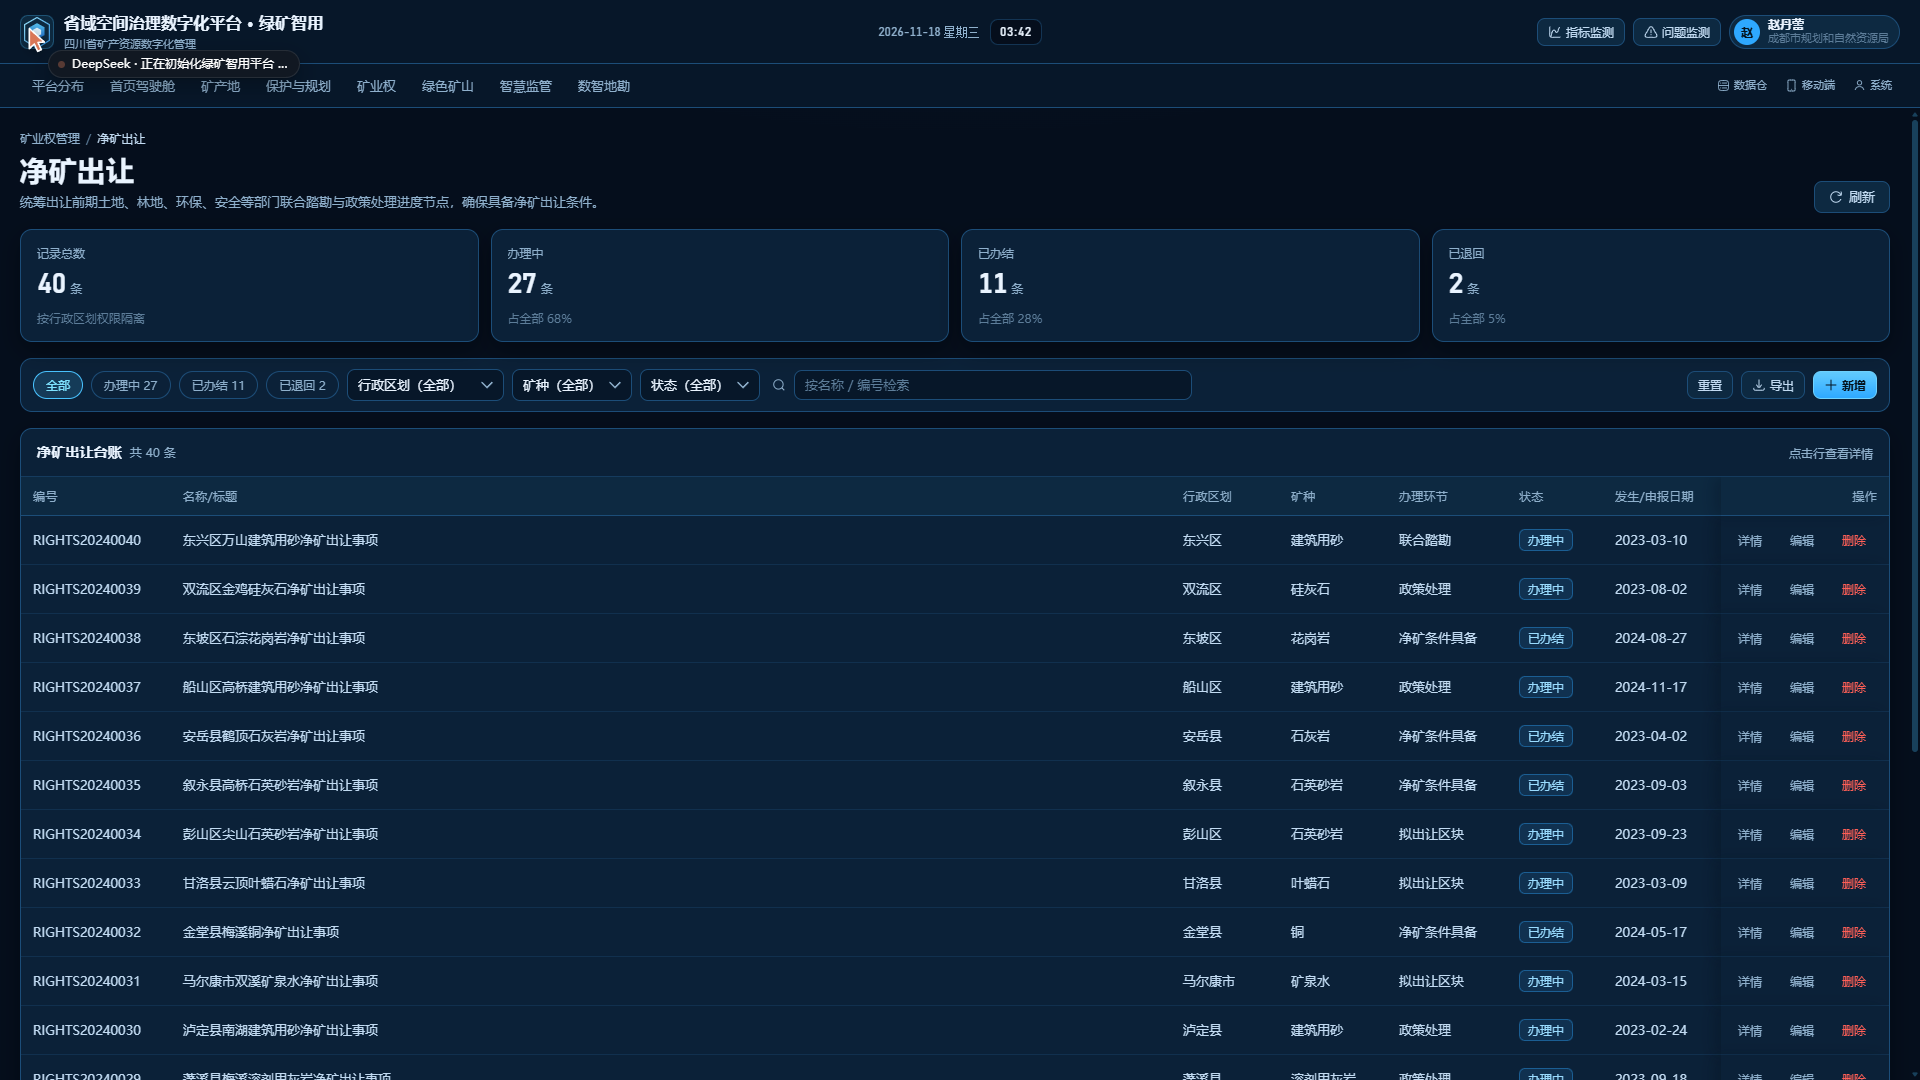 省域空间治理数字化平台 • 绿矿智用
四川省矿产资源数字化管理
DeepSeek · 正在初始化绿矿智用平台 ...
2026-11-18 星期三 03:42
指标监测 问题监测 赵 赵丹蕾
成都市规划和自然资源局
平台分布 首页驾驶舱 矿产地 保护与规划 矿业权 绿色矿山 智慧监管 数智地勘 数据仓 移动端 系统
矿业权管理 / 净矿出让
净矿出让
统筹出让前期土地、林地、环保、安全等部门联合踏勘与政策处理进度节点，确保具备净矿出让条件。
刷新
记录总数 办理中 已办结 已退回
40 条 27 条 11 条 2 条
按行政区划权限隔离 占全部 68% 占全部 28% 占全部 5%
全部 办理中 27 已办结 11 已退回 2 行政区划（全部） 矿种（全部） 状态（全部） 按名称 / 编号检索 重置 导出 新增
净矿出让台账 共 40 条 点击行查看详情
编号 名称/标题 行政区划 矿种 办理环节 状态 发生/申报日期 操作
RIGHTS20240040 东兴区万山建筑用砂净矿出让事项 东兴区 建筑用砂 联合踏勘 办理中 2023-03-10 详情 编辑 删除
RIGHTS20240039 双流区金鸡硅灰石净矿出让事项 双流区 硅灰石 政策处理 办理中 2023-08-02 详情 编辑 删除
RIGHTS20240038 东坡区石淙花岗岩净矿出让事项 东坡区 花岗岩 净矿条件具备 已办结 2024-08-27 详情 编辑 删除
RIGHTS20240037 船山区高桥建筑用砂净矿出让事项 船山区 建筑用砂 政策处理 办理中 2024-11-17 详情 编辑 删除
RIGHTS20240036 安岳县鹤顶石灰岩净矿出让事项 安岳县 石灰岩 净矿条件具备 已办结 2023-04-02 详情 编辑 删除
RIGHTS20240035 叙永县高桥石英砂岩净矿出让事项 叙永县 石英砂岩 净矿条件具备 已办结 2023-09-03 详情 编辑 删除
RIGHTS20240034 彭山区尖山石英砂岩净矿出让事项 彭山区 石英砂岩 拟出让区块 办理中 2023-09-23 详情 编辑 删除
RIGHTS20240033 甘洛县云顶叶蜡石净矿出让事项 甘洛县 叶蜡石 拟出让区块 办理中 2023-03-09 详情 编辑 删除
RIGHTS20240032 金堂县梅溪铜净矿出让事项 金堂县 铜 净矿条件具备 已办结 2024-05-17 详情 编辑 删除
RIGHTS20240031 马尔康市双溪矿泉水净矿出让事项 马尔康市 矿泉水 拟出让区块 办理中 2024-03-15 详情 编辑 删除
RIGHTS20240030 泸定县南湖建筑用砂净矿出让事项 泸定县 建筑用砂 政策处理 办理中 2023-02-24 详情 编辑 删除
RIGHTS20240029 梅溪溶剂用灰岩净矿出让事项 溶剂用灰岩 政策处理 办理中 2023-09-18 详情 编辑 删除